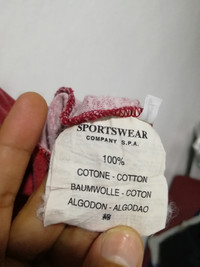 SPORTSWEAR
COMPANY S.P.A.
100%
COTONE - COTTON
BAUMWOLLE - COTON
ALGODON - ALGODAO